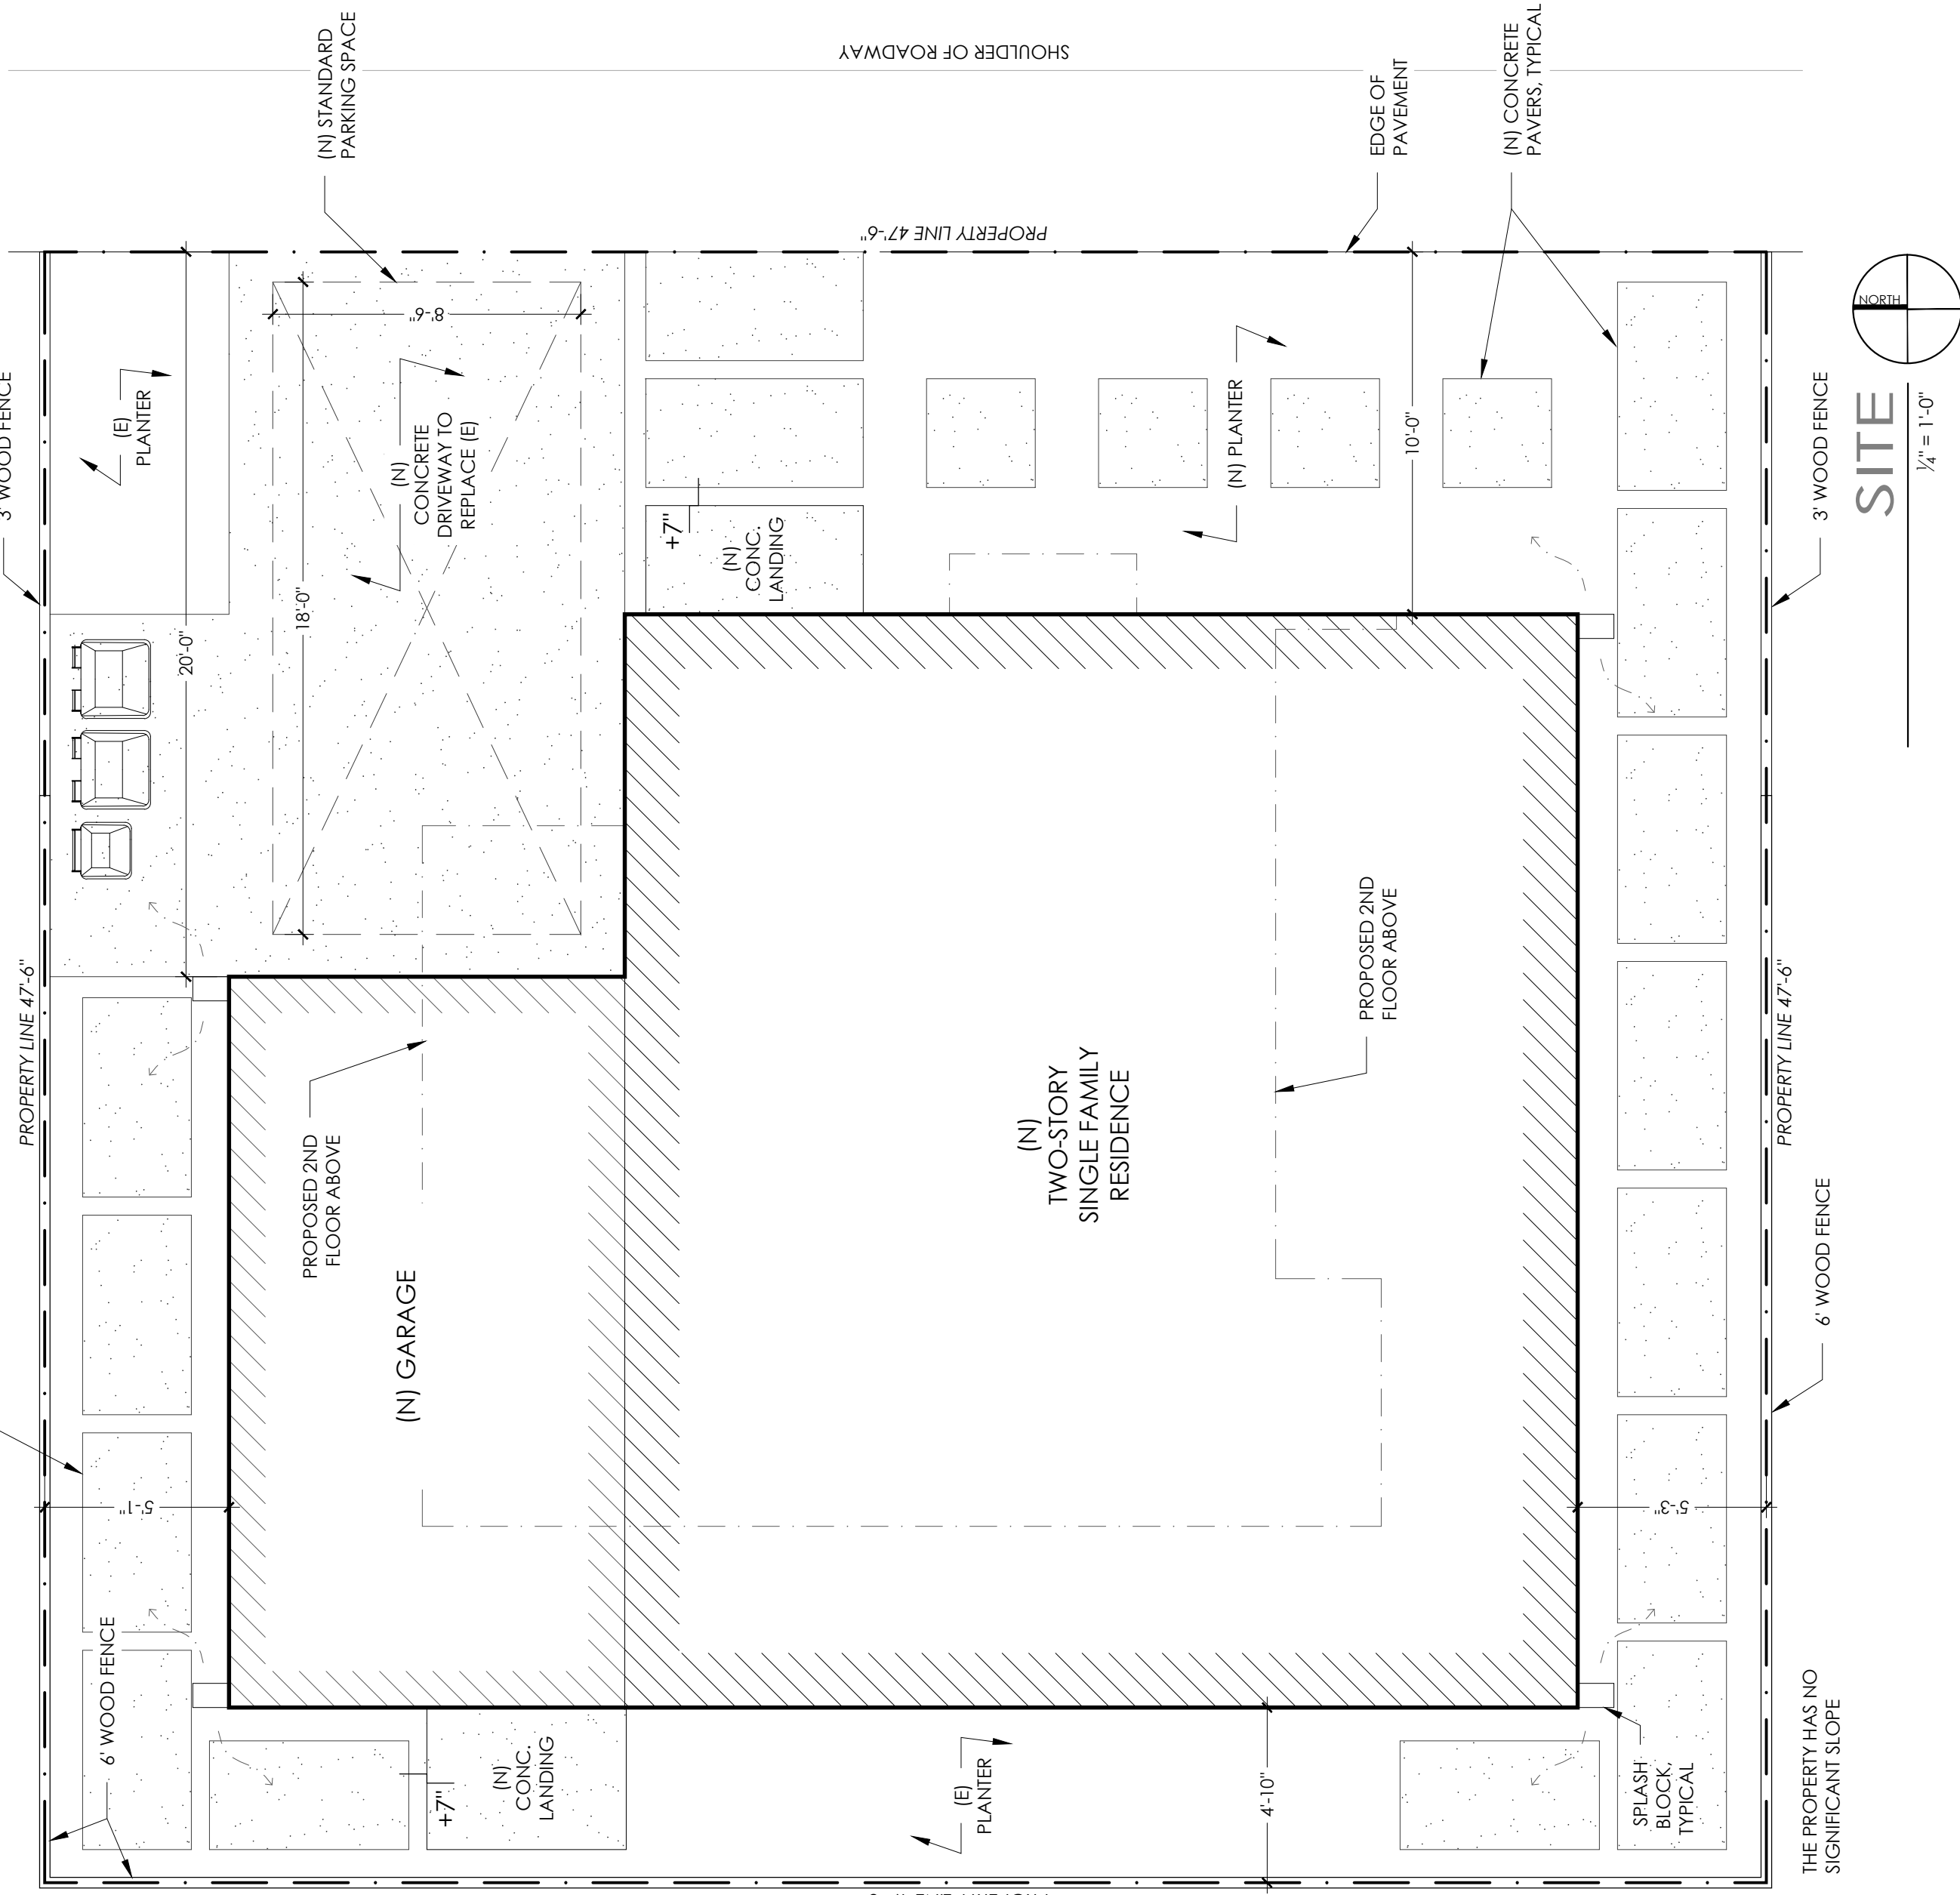 3' WOOD FENCE
(N) STANDARD
PARKING SPACE
SHOULDER OF ROADWAY
EDGE OF
PAVEMENT
(N) CONCRETE
PAVERS, TYPICAL
PROPERTY LINE 47'-6"
(E)
PLANTER
8'-6"
(N)
CONCRETE
DRIVEWAY TO
REPLACE (E)
18'-0"
20'-0"
+7"
(N)
CONC.
LANDING
(N) PLANTER
10'-0"
3' WOOD FENCE
SITE
1/4" = 1'-0"
NORTH
PROPERTY LINE 47'-6"
PROPOSED 2ND
FLOOR ABOVE
(N) GARAGE
(N)
TWO-STORY
SINGLE FAMILY
RESIDENCE
PROPOSED 2ND
FLOOR ABOVE
PROPERTY LINE 47'-6"
6' WOOD FENCE
5'-1"
5'-3"
6' WOOD FENCE
+7"
(N)
CONC.
LANDING
(E)
PLANTER
4'-10"
SPLASH
BLOCK,
TYPICAL
THE PROPERTY HAS NO
SIGNIFICANT SLOPE